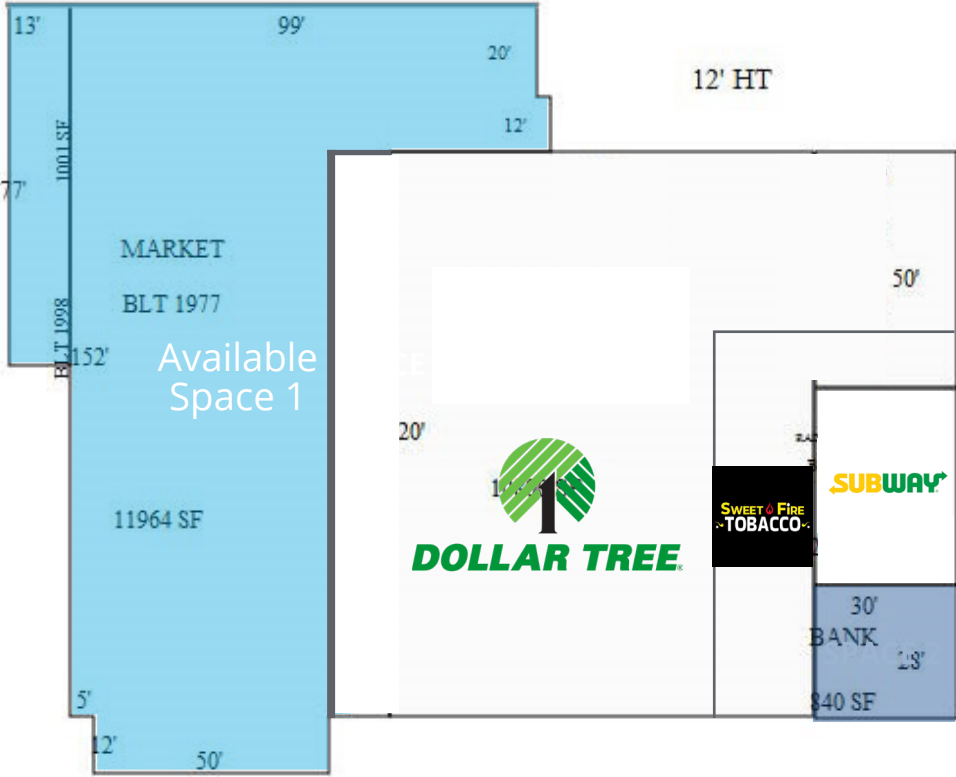 13'
99'
20'
12' HT
12'
1001 SF
77'
MARKET
50'
BLT 1977
BLT 1998
152'
Available
Space 1
20'
SUBWAY
SWEET FIRE
TOBACCO
11964 SF
DOLLAR TREE
30'
BANK
28'
840 SF
5'
12'
50'